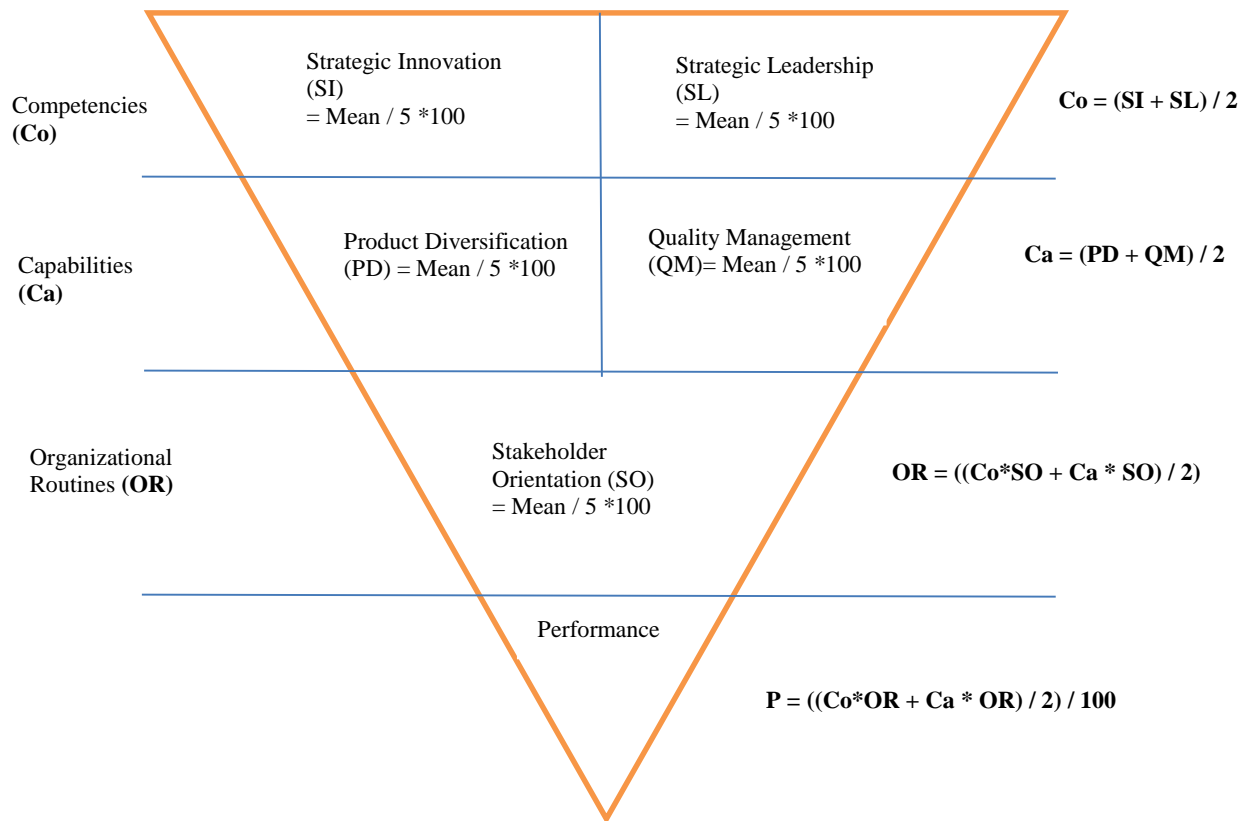 Strategic Innovation
(SI)
= Mean / 5 *100
Strategic Leadership
(SL)
= Mean / 5 *100
Competencies
(Co)
Co = (SI + SL) / 2
Product Diversification
(PD) = Mean / 5 *100
Quality Management
(QM)= Mean / 5 *100
Capabilities
(Ca)
Ca = (PD + QM) / 2
Organizational
Routines (OR)
Stakeholder
Orientation (SO)
= Mean / 5 *100
OR = ((Co*SO + Ca * SO) / 2)
Performance
P = ((Co*OR + Ca * OR) / 2) / 100